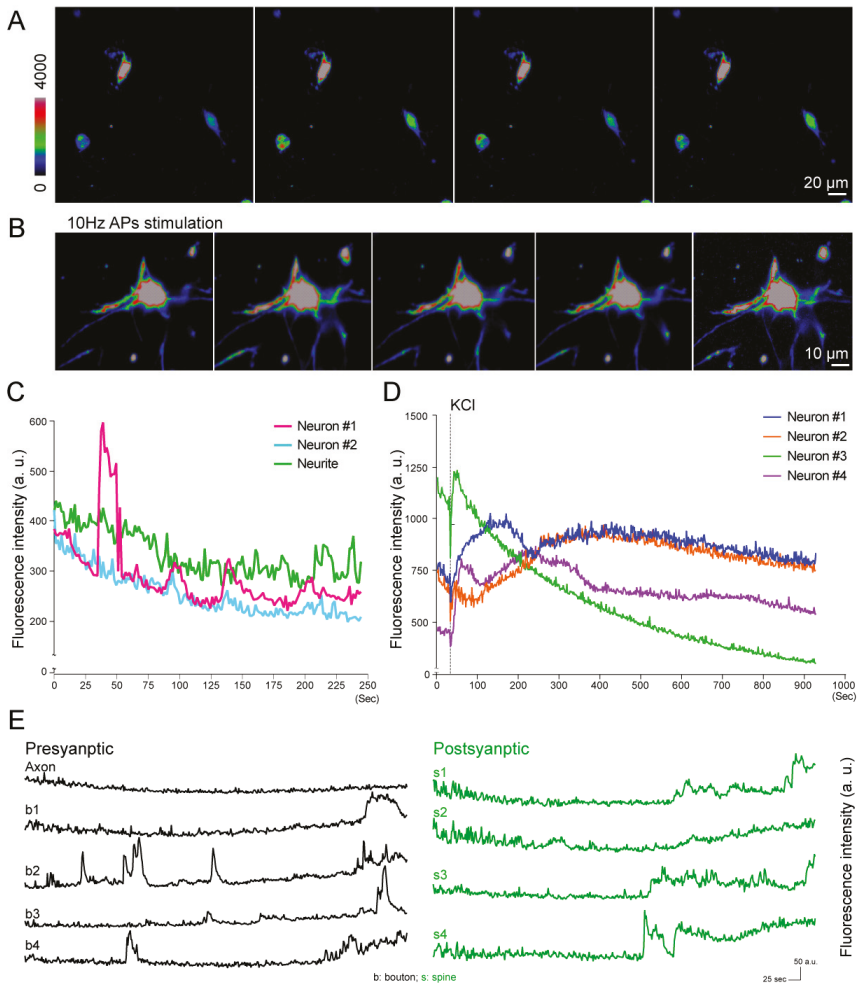 A
4000
0
20 µm
10Hz APs stimulation
B
10 µm
C
600
500
400
300
200
0
Fluorescence intensity (a. u.)
Neuron #1
Neuron #2
Neurite
0 25 50 75 100 125 150 175 200 225 250
(Sec)
D
KCl
1500
1250
1000
750
500
0
Fluorescence intensity (a. u.)
Neuron #1
Neuron #2
Neuron #3
Neuron #4
0 100 200 300 400 500 600 700 800 900 1000
(Sec)
E
Presyanptic
Axon
b1
b2
b3
b4
Postsyanptic
s1
s2
s3
s4
Fluorescence intensity (a. u.)
50 a.u.
25 sec
b: bouton; s: spine